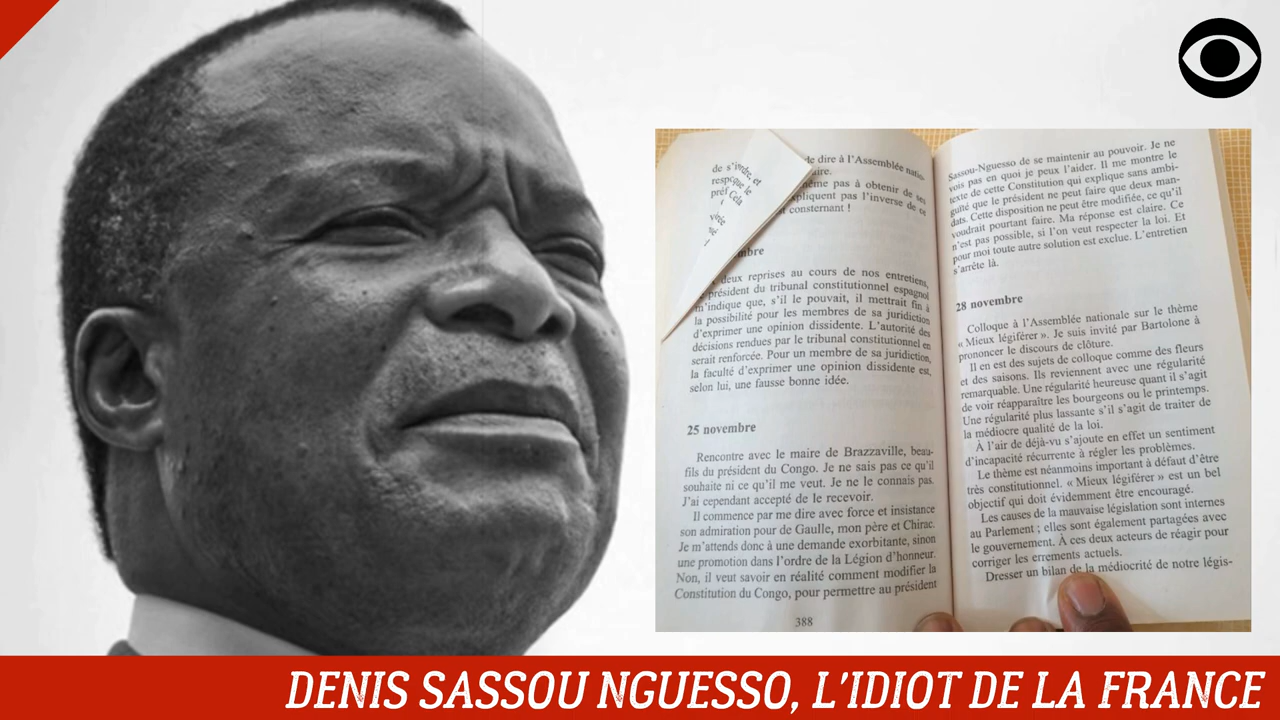 de s'ordre, et
respecte le
préf Cela
virée
de dire à l'Assemblée natio-
aire.
même pas à obtenir de ses
xpliquent pas l'inverse de ce
t consternant !
mbre
deux reprises au cours de nos entretiens,
président du tribunal constitutionnel espagnol
m'indique que, s'il le pouvait, il mettrait fin à
la possibilité pour les membres de sa juridiction
d'exprimer une opinion dissidente. L'autorité des
décisions rendues par le tribunal constitutionnel en
serait renforcée. Pour un membre de sa juridiction,
la faculté d'exprimer une opinion dissidente est,
selon lui, une fausse bonne idée.
25 novembre
Rencontre avec le maire de Brazzaville, beau-
fils du président du Congo. Je ne sais pas ce qu'il
souhaite ni ce qu'il me veut. Je ne le connais pas.
J'ai cependant accepté de le recevoir.
Il commence par me dire avec force et insistance
son admiration pour de Gaulle, mon père et Chirac.
Je m'attends donc à une demande exorbitante, sinon
une promotion dans l'ordre de la Légion d'honneur.
Non, il veut savoir en réalité comment modifier la
Constitution du Congo, pour permettre au président
388
Sassou-Nguesso de se maintenir au pouvoir. Je ne
vois pas en quoi je peux l'aider. Il me montre le
texte de cette Constitution qui explique sans ambi-
guïté que le président ne peut faire que deux man-
dats. Cette disposition ne peut être modifiée, ce qu'il
voudrait pourtant faire. Ma réponse est claire. Ce
n'est pas possible, si l'on veut respecter la loi. Et
pour moi toute autre solution est exclue. L'entretien
s'arrête là.
28 novembre
Colloque à l'Assemblée nationale sur le thème
« Mieux légiférer ». Je suis invité par Bartolone à
prononcer le discours de clôture.
Il en est des sujets de colloque comme des fleurs
et des saisons. Ils reviennent avec une régularité
remarquable. Une régularité heureuse quant il s'agit
de voir réapparaître les bourgeons ou le printemps.
Une régularité plus lassante s'il s'agit de traiter de
la médiocre qualité de la loi.
À l'air de déjà-vu s'ajoute en effet un sentiment
d'incapacité récurrente à régler les problèmes.
Le thème est néanmoins important à défaut d'être
très constitutionnel. « Mieux légiférer » est un bel
objectif qui doit évidemment être encouragé.
Les causes de la mauvaise législation sont internes
au Parlement ; elles sont également partagées avec
le gouvernement. À ces deux acteurs de réagir pour
corriger les errements actuels.
Dresser un bilan de la médiocrité de notre légis-
DENIS SASSOU NGUESSO, L'IDIOT DE LA FRANCE